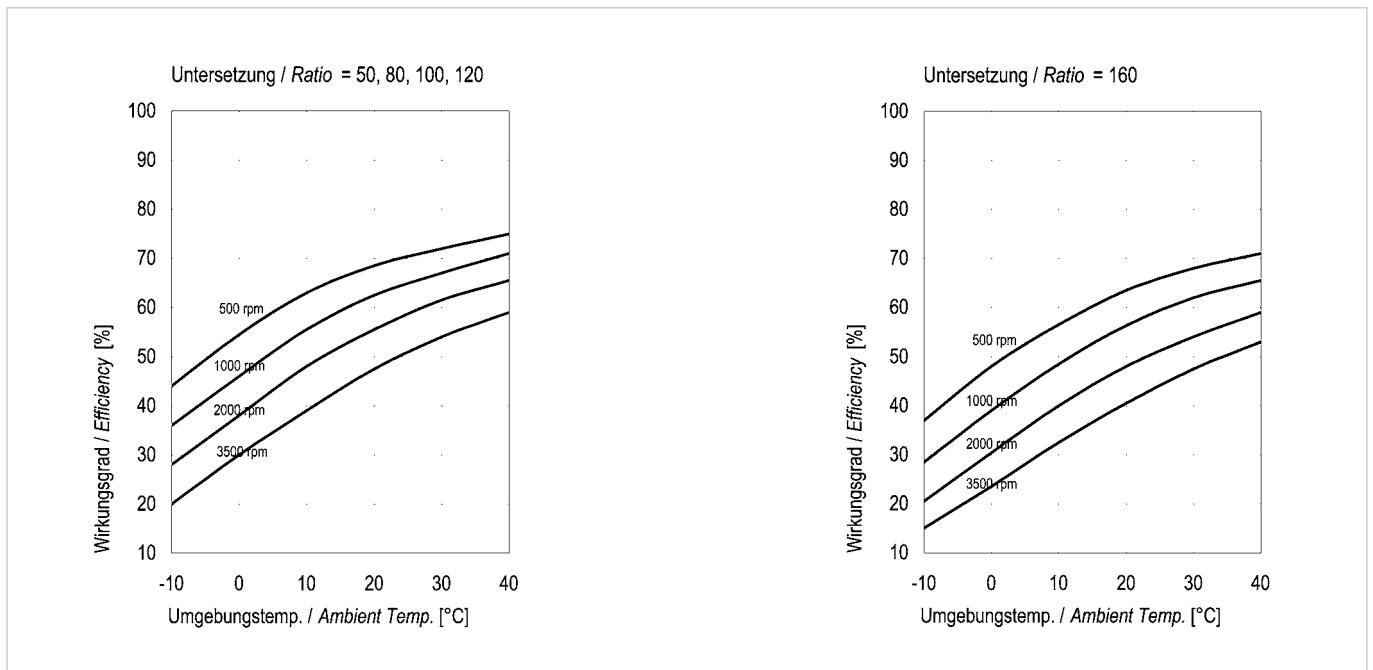 Untersetzung / Ratio = 50, 80, 100, 120
100
90
80
70
60
50
40
30
20
10
Wirkungsgrad / Efficiency [%]
500 rpm
1000 rpm
2000 rpm
3500 rpm
-10 0 10 20 30 40
Umgebungstemp. / Ambient Temp. [°C]
Untersetzung / Ratio = 160
100
90
80
70
60
50
40
30
20
10
Wirkungsgrad / Efficiency [%]
500 rpm
1000 rpm
2000 rpm
3500 rpm
-10 0 10 20 30 40
Umgebungstemp. / Ambient Temp. [°C]